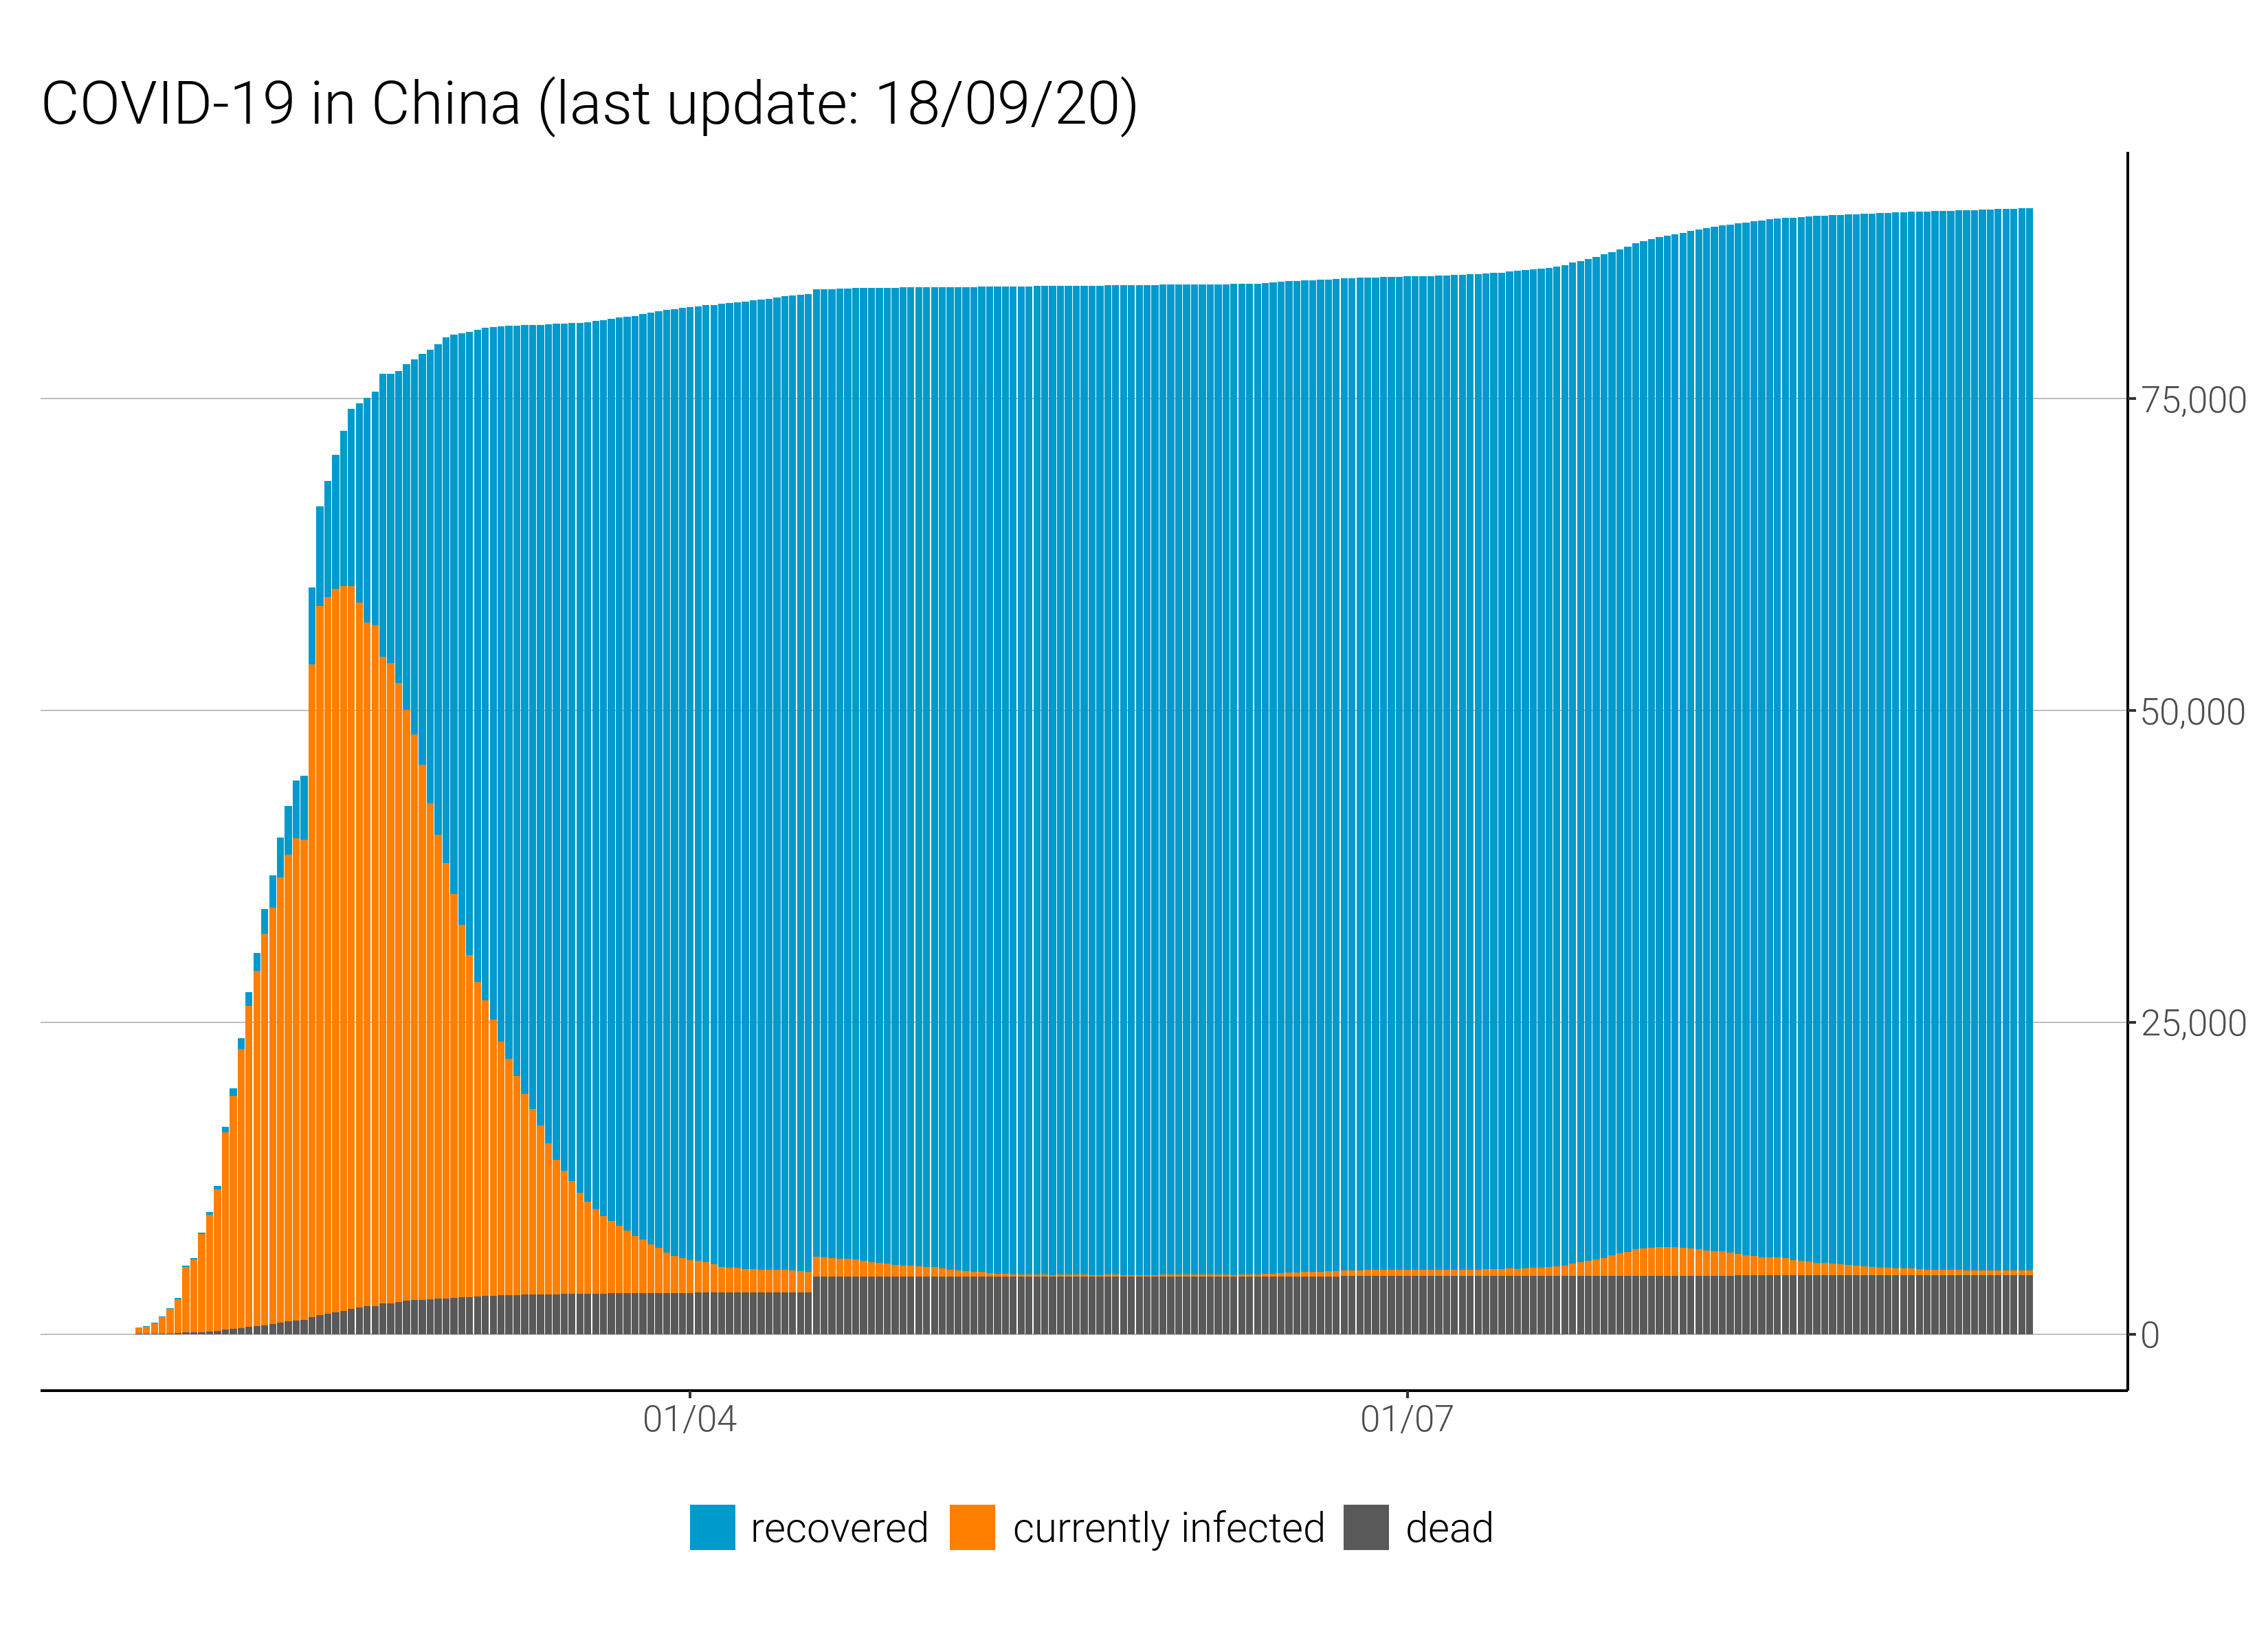 COVID-19 in China (last update: 18/09/20)
75,000
50,000
25,000
0
01/04 01/07
recovered currently infected dead